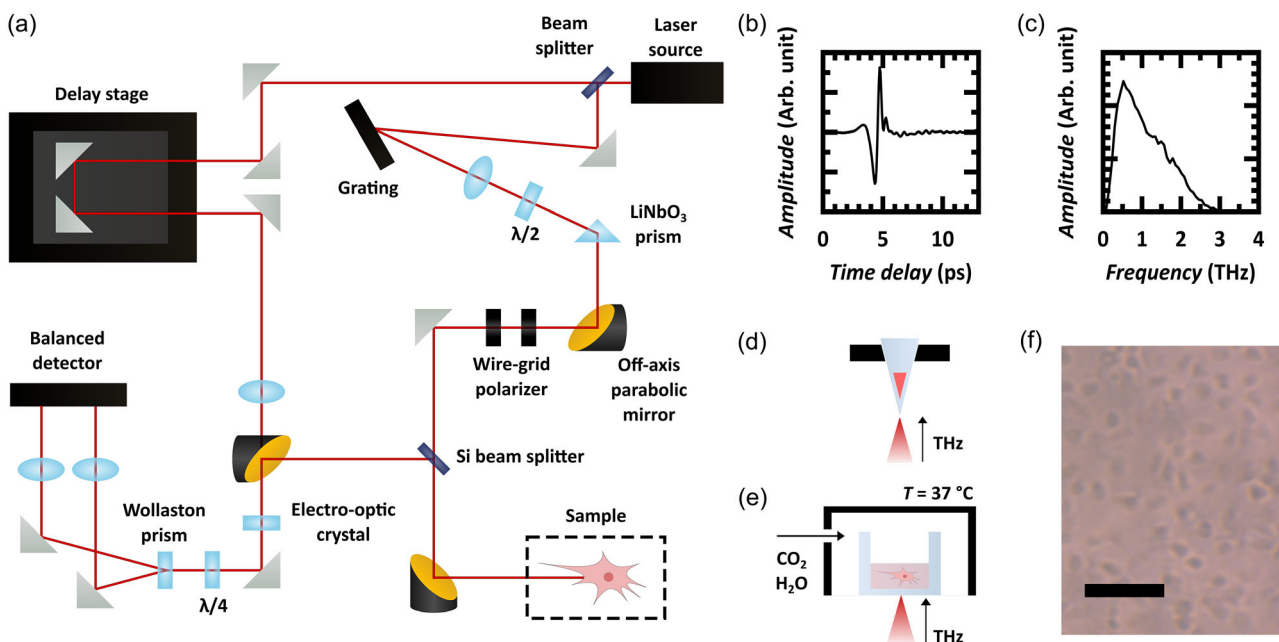 (a)
Beam
splitter
Laser
source
Delay stage
Grating
λ/2
LiNbO₃
prism
Balanced
detector
Wire-grid
polarizer
Off-axis
parabolic
mirror
Si beam splitter
Wollaston
prism
Electro-optic
crystal
λ/4
Sample
(b)
Amplitude (Arb. unit)
0 5 10
Time delay (ps)
(c)
Amplitude (Arb. unit)
0 1 2 3 4
Frequency (THz)
(d)
THz
(e)
T = 37 °C
CO₂
H₂O
THz
(f)